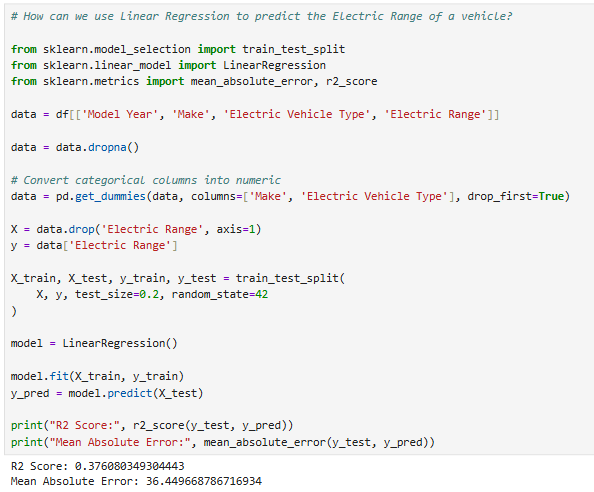 # How can we use Linear Regression to predict the Electric Range of a vehicle?
from sklearn.model_selection import train_test_split
from sklearn.linear_model import LinearRegression
from sklearn.metrics import mean_absolute_error, r2_score
data = df[['Model Year', 'Make', 'Electric Vehicle Type', 'Electric Range']]
data = data.dropna()
# Convert categorical columns into numeric
data = pd.get_dummies(data, columns=['Make', 'Electric Vehicle Type'], drop_first=True)
X = data.drop('Electric Range', axis=1)
y = data['Electric Range']
X_train, X_test, y_train, y_test = train_test_split(
    X, y, test_size=0.2, random_state=42
)
model = LinearRegression()
model.fit(X_train, y_train)
y_pred = model.predict(X_test)
print("R2 Score:", r2_score(y_test, y_pred))
print("Mean Absolute Error:", mean_absolute_error(y_test, y_pred))
R2 Score: 0.376080349304443
Mean Absolute Error: 36.449668786716934